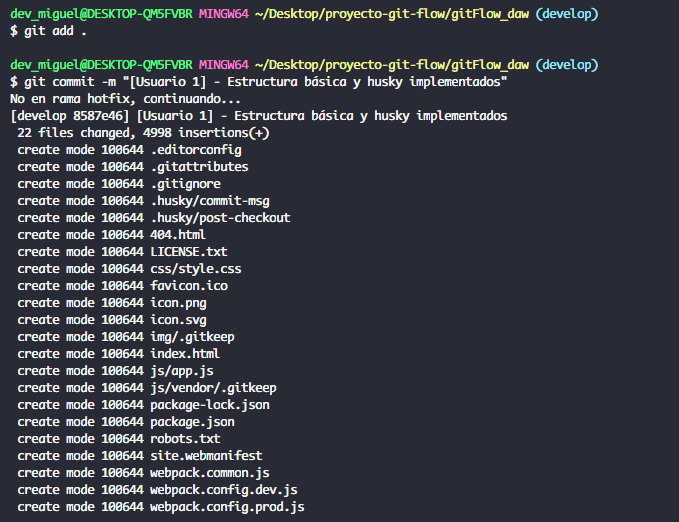 dev_miguel@DESKTOP-QM5FVBR MINGW64 ~/Desktop/proyecto-git-flow/gitFlow_daw (develop)
$ git add .
dev_miguel@DESKTOP-QM5FVBR MINGW64 ~/Desktop/proyecto-git-flow/gitFlow_daw (develop)
$ git commit -m "[Usuario 1] - Estructura básica y husky implementados"
No en rama hotfix, continuando...
[develop 8587e46] [Usuario 1] - Estructura básica y husky implementados
22 files changed, 4998 insertions(+)
create mode 100644 .editorconfig
create mode 100644 .gitattributes
create mode 100644 .gitignore
create mode 100644 .husky/commit-msg
create mode 100644 .husky/post-checkout
create mode 100644 404.html
create mode 100644 LICENSE.txt
create mode 100644 css/style.css
create mode 100644 favicon.ico
create mode 100644 icon.png
create mode 100644 icon.svg
create mode 100644 img/.gitkeep
create mode 100644 index.html
create mode 100644 js/app.js
create mode 100644 js/vendor/.gitkeep
create mode 100644 package-lock.json
create mode 100644 package.json
create mode 100644 robots.txt
create mode 100644 site.webmanifest
create mode 100644 webpack.common.js
create mode 100644 webpack.config.dev.js
create mode 100644 webpack.config.prod.js